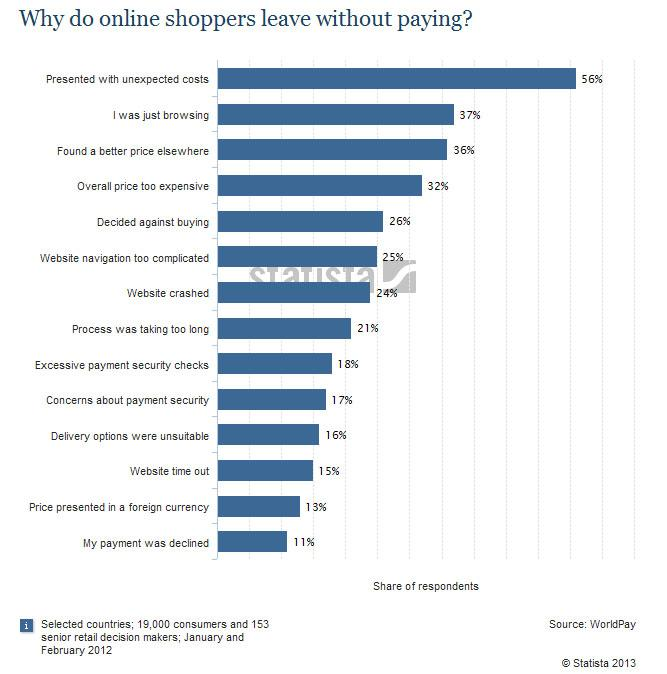 Why do online shoppers leave without paying?
Presented with unexpected costs 56%
I was just browsing 37%
Found a better price elsewhere 36%
Overall price too expensive 32%
Decided against buying 26%
Website navigation too complicated 25%
statista
Website crashed 24%
Process was taking too long 21%
Excessive payment security checks 18%
Concerns about payment security 17%
Delivery options were unsuitable 16%
Website time out 15%
Price presented in a foreign currency 13%
My payment was declined 11%
Share of respondents
i Selected countries; 19,000 consumers and 153
senior retail decision makers; January and
February 2012
Source: WorldPay
© Statista 2013